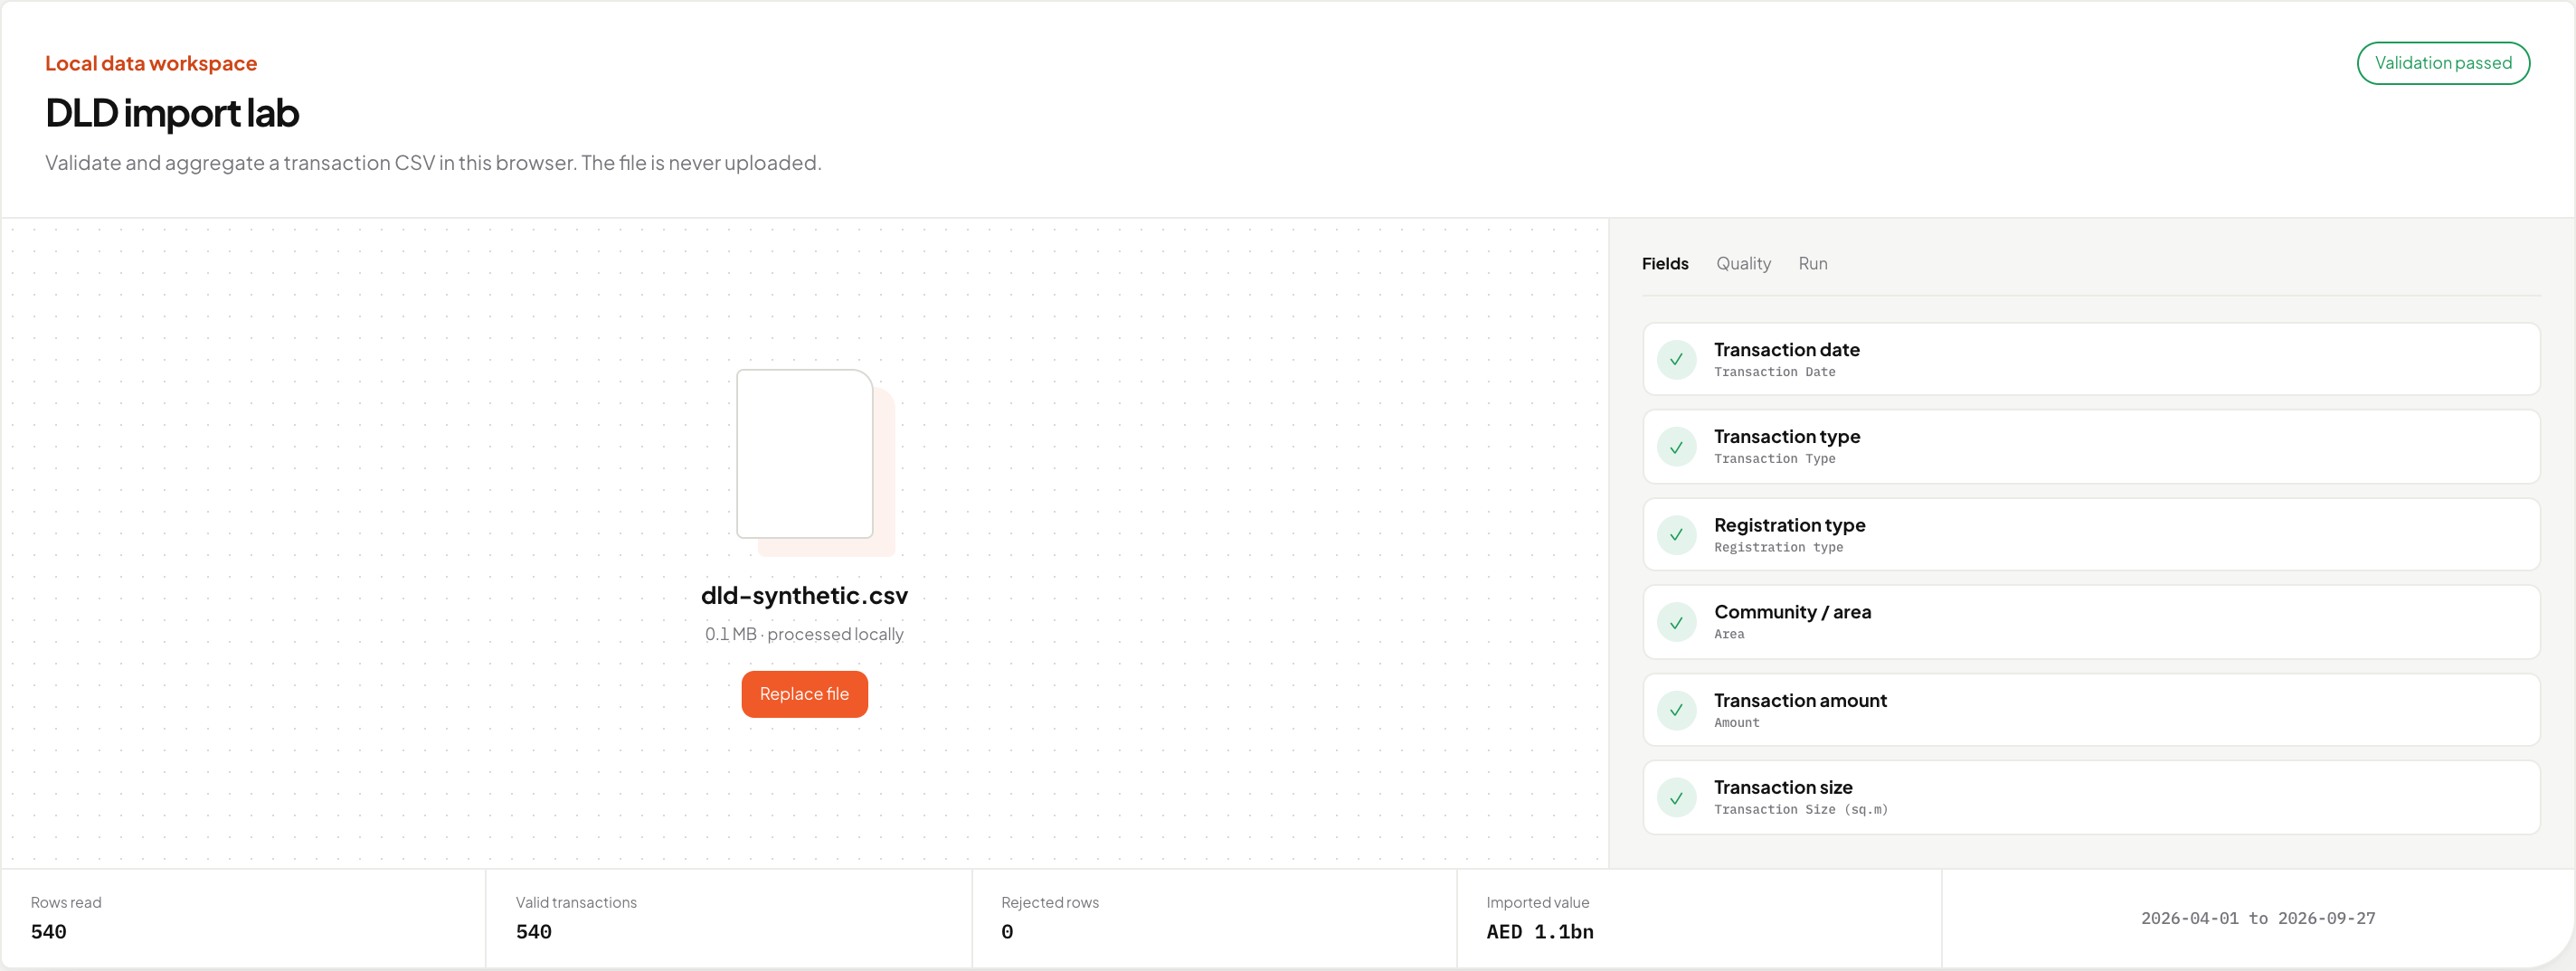 Local data workspace
Validation passed
DLD import lab
Validate and aggregate a transaction CSV in this browser. The file is never uploaded.
dld-synthetic.csv
0.1 MB · processed locally
Replace file
Fields Quality Run
Transaction date
Transaction Date
Transaction type
Transaction Type
Registration type
Registration type
Community / area
Area
Transaction amount
Amount
Transaction size
Transaction Size (sq.m)
Rows read
540
Valid transactions
540
Rejected rows
0
Imported value
AED 1.1bn
2026-04-01 to 2026-09-27